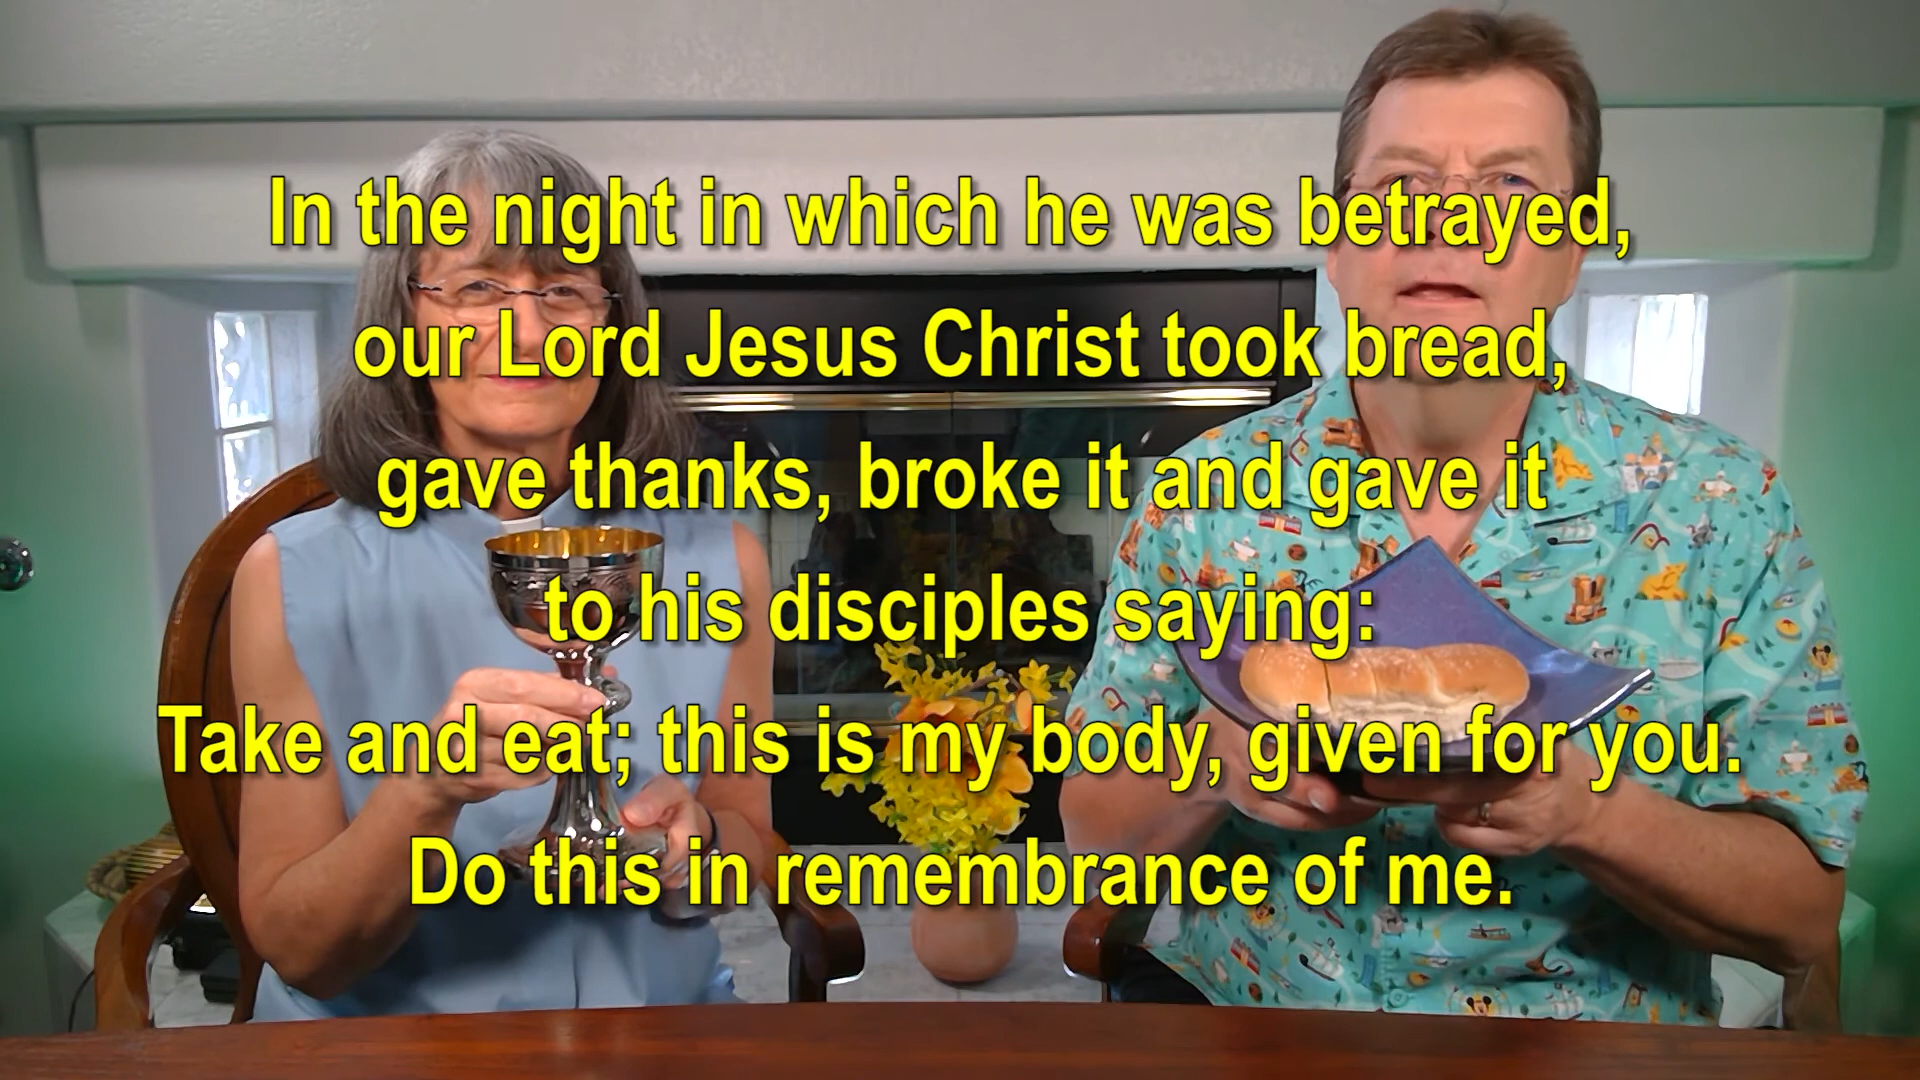 In the night in which he was betrayed,
our Lord Jesus Christ took bread,
gave thanks, broke it and gave it
to his disciples saying:
Take and eat; this is my body, given for you.
Do this in remembrance of me.